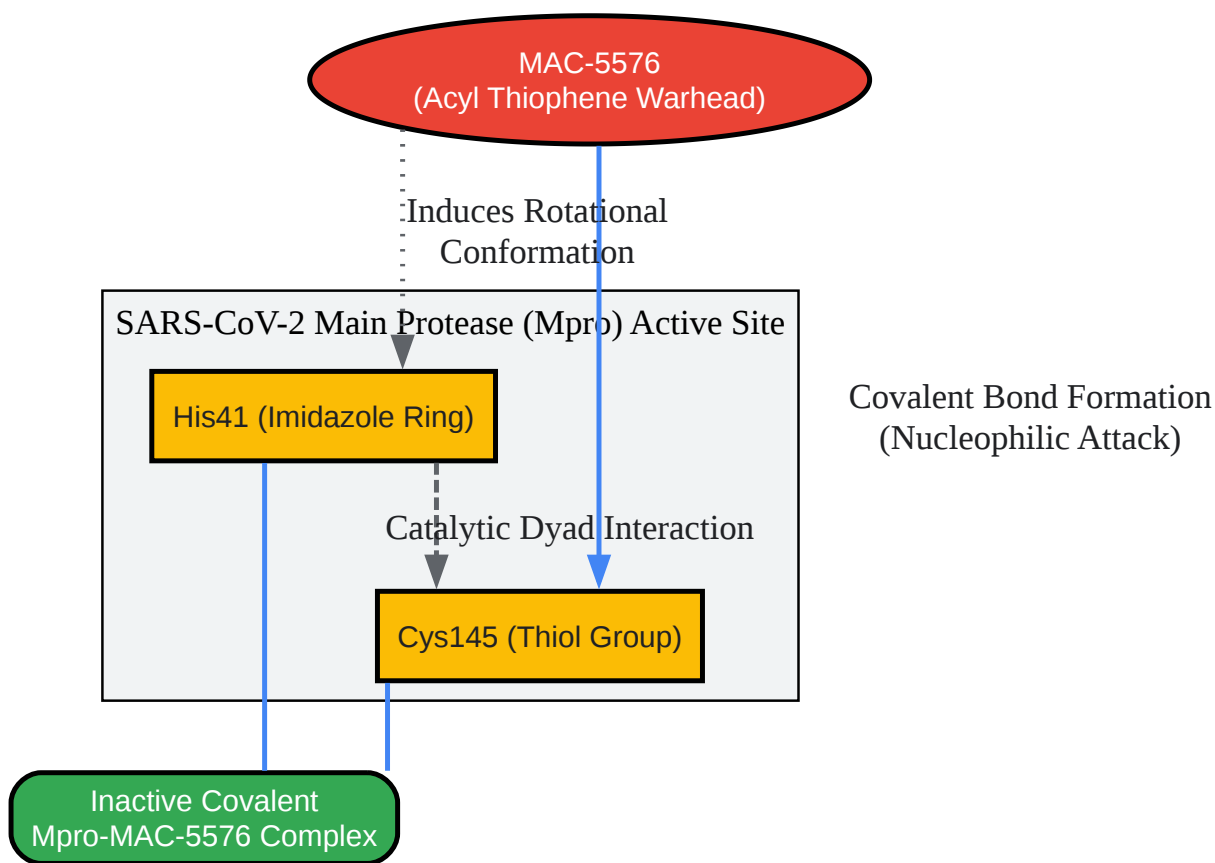 MAC-5576
(Acyl Thiophene Warhead)
Induces Rotational
Conformation
SARS-CoV-2 Main Protease (Mpro) Active Site
His41 (Imidazole Ring)
Covalent Bond Formation
(Nucleophilic Attack)
Catalytic Dyad Interaction
Cys145 (Thiol Group)
Inactive Covalent
Mpro-MAC-5576 Complex